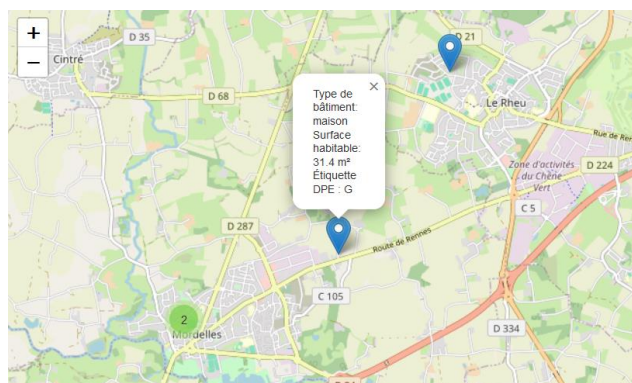 +
−
Cintré
D 35
D 21
D 68
Le Rheu
×
Type de
bâtiment:
maison
Surface
habitable:
31.4 m²
Étiquette
DPE : G
Rue de Ren
Zone d'activités
du Chêne
Vert
D 224
C 5
D 287
Route de Rennes
C 105
2
Mordelles
D 334